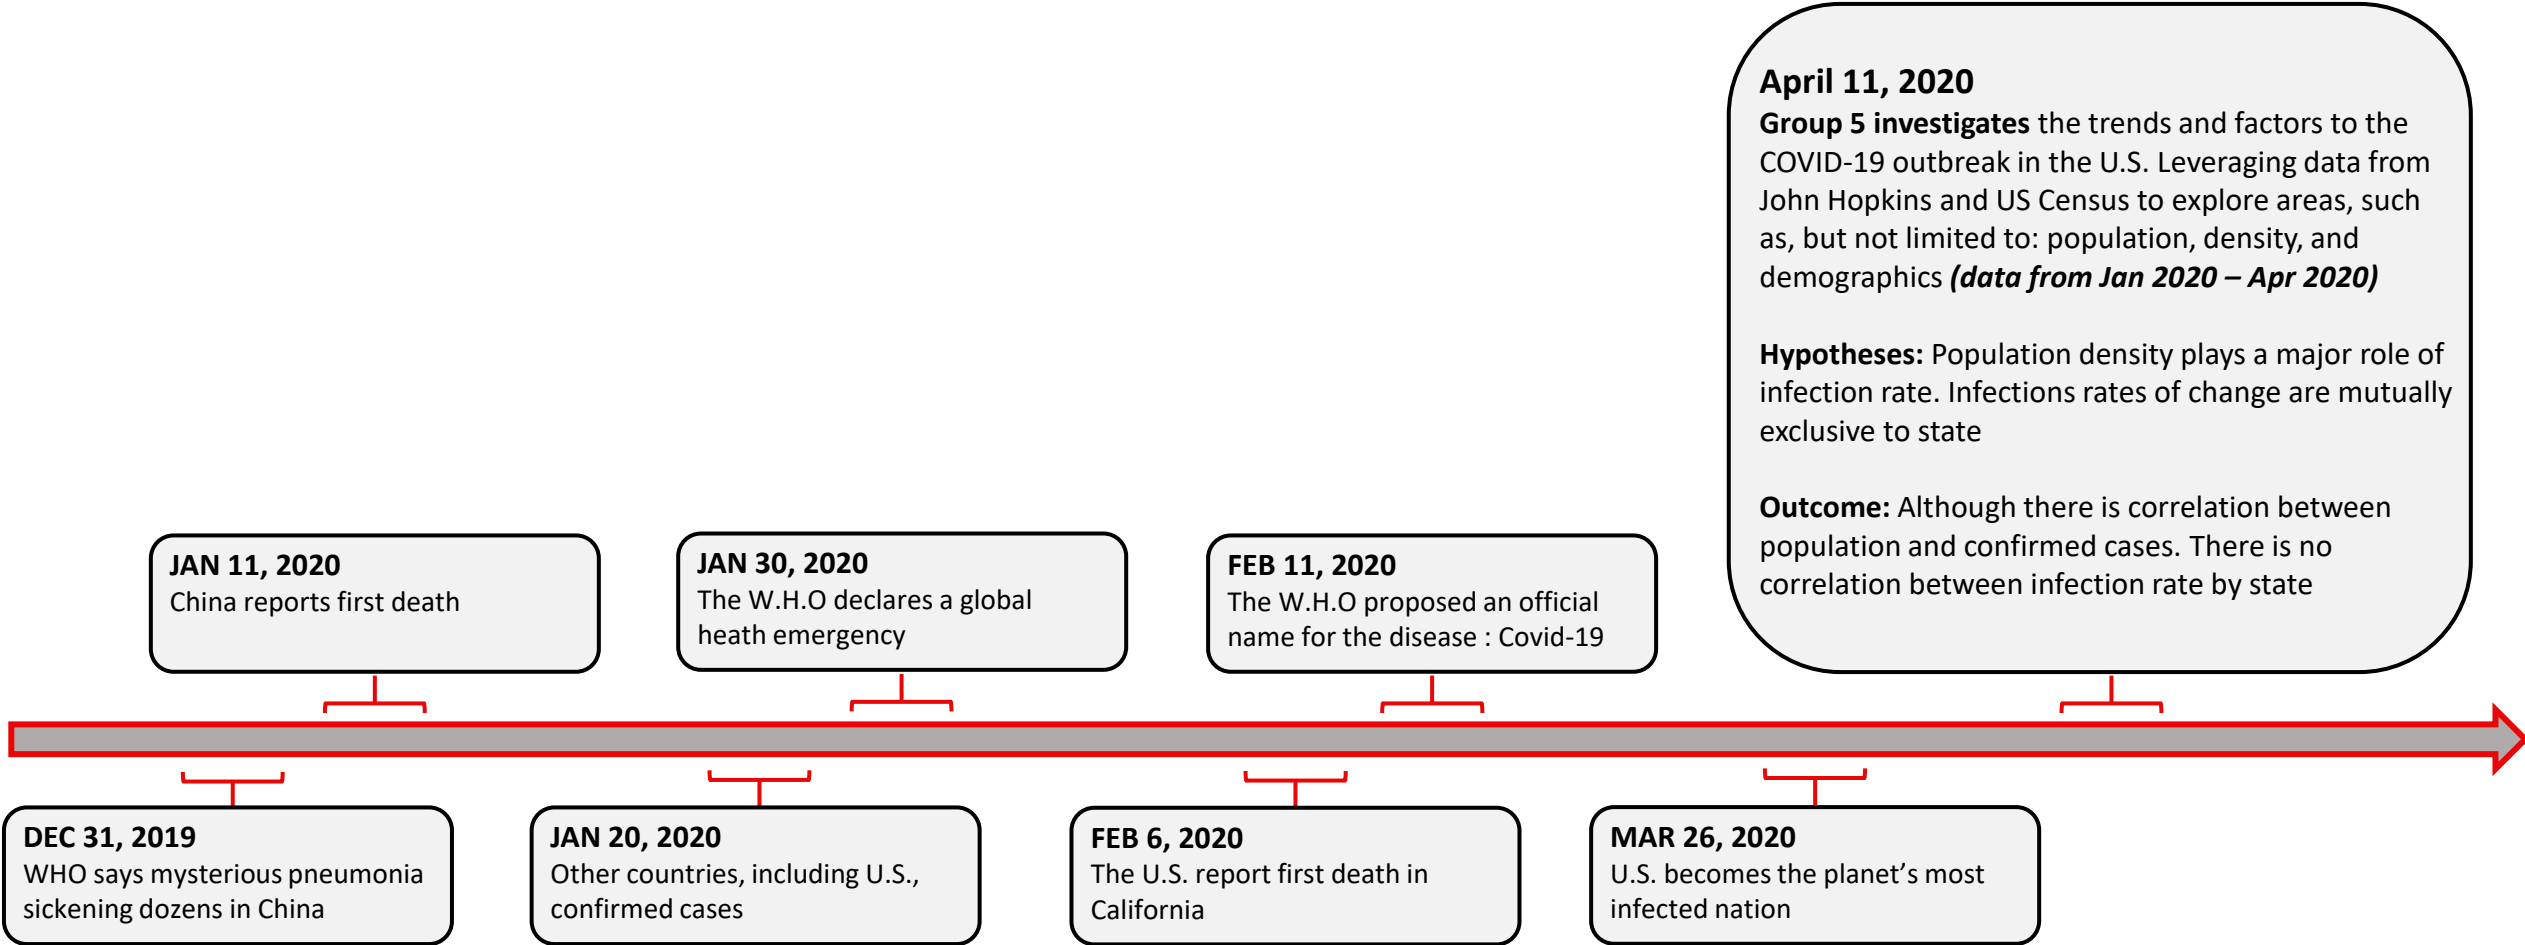 April 11, 2020
Group 5 investigates the trends and factors to the
COVID-19 outbreak in the U.S. Leveraging data from
John Hopkins and US Census to explore areas, such
as, but not limited to: population, density, and
demographics (data from Jan 2020 – Apr 2020)
Hypotheses: Population density plays a major role of
infection rate. Infections rates of change are mutually
exclusive to state
Outcome: Although there is correlation between
population and confirmed cases. There is no
correlation between infection rate by state
JAN 11, 2020
China reports first death
JAN 30, 2020
The W.H.O declares a global
heath emergency
FEB 11, 2020
The W.H.O proposed an official
name for the disease : Covid-19
DEC 31, 2019
WHO says mysterious pneumonia
sickening dozens in China
JAN 20, 2020
Other countries, including U.S.,
confirmed cases
FEB 6, 2020
The U.S. report first death in
California
MAR 26, 2020
U.S. becomes the planet’s most
infected nation